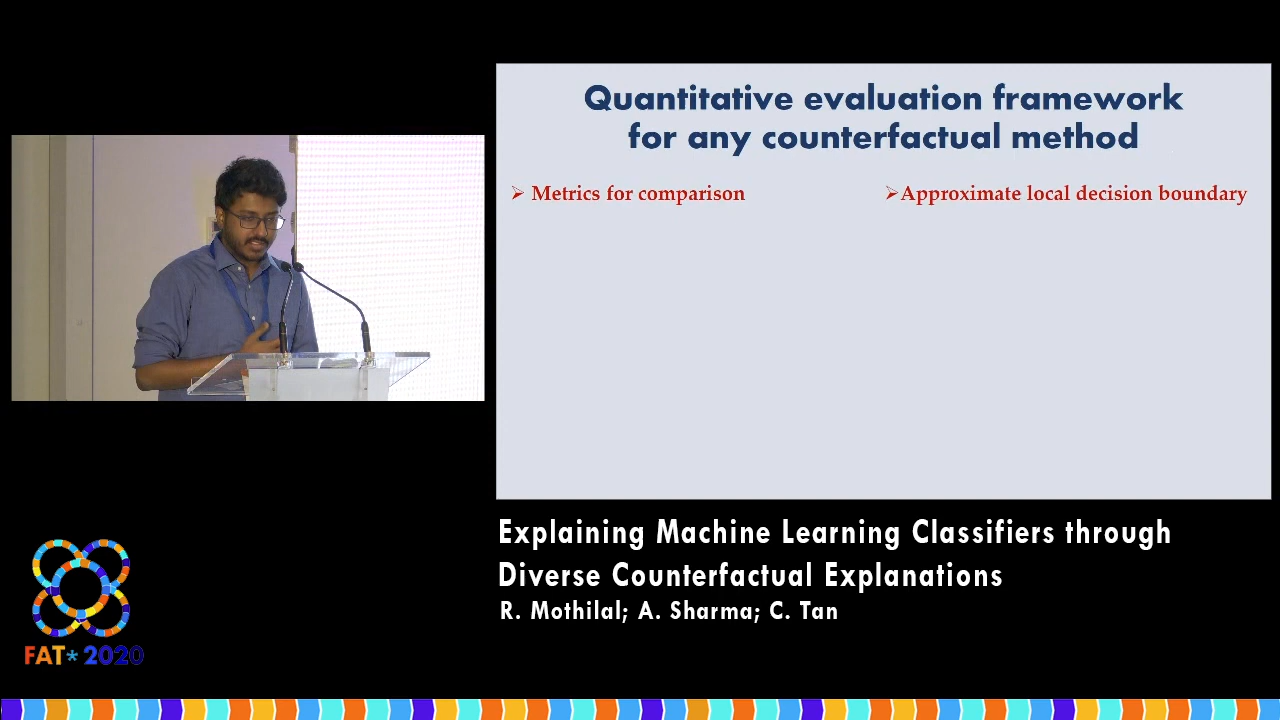 Quantitative evaluation framework
for any counterfactual method
➢ Metrics for comparison
➢Approximate local decision boundary
Explaining Machine Learning Classifiers through
Diverse Counterfactual Explanations
R. Mothilal; A. Sharma; C. Tan
FAT* 2020